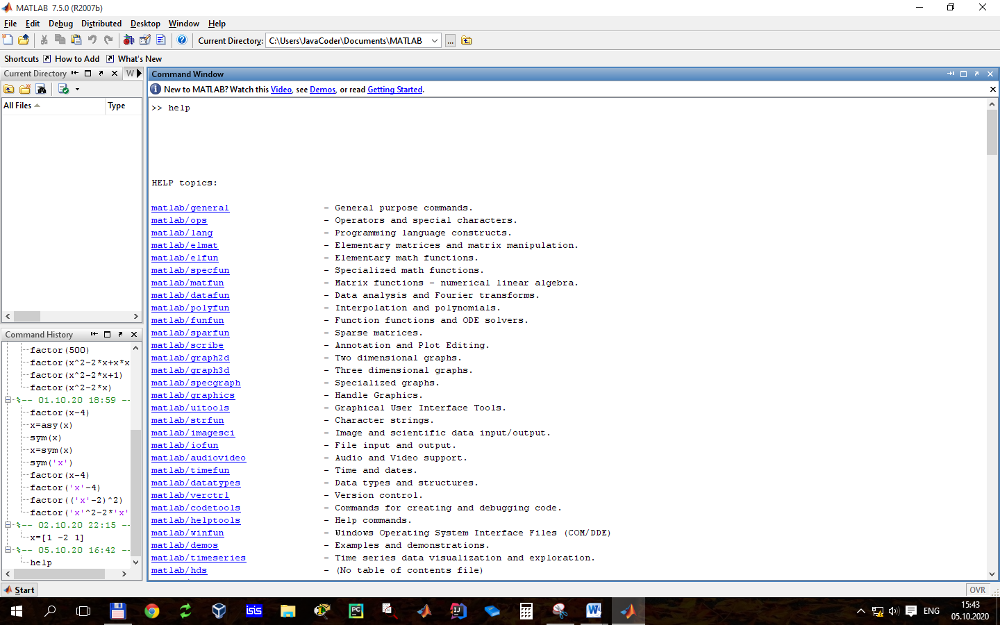 MATLAB 7.5.0 (R2007b)
File Edit Debug Distributed Desktop Window Help
Current Directory: C:\Users\JavaCoder\Documents\MATLAB ...
Shortcuts How to Add What's New
Current Directory W
All Files Type
Command History
factor(500)
factor(x^2-2*x+x*x
factor(x^2-2*x+1)
factor(x^2-2*x)
%-- 01.10.20 18:59 --
factor(x-4)
x=asy(x)
sym(x)
x=sym(x)
sym('x')
factor(x-4)
factor('x'-4)
factor(('x'-2)^2)
factor('x'^2-2*'x'
%-- 02.10.20 22:15 --
x=[1 -2 1]
%-- 05.10.20 16:42 --
help
Command Window
New to MATLAB? Watch this Video, see Demos, or read Getting Started.
>> help
HELP topics:
matlab/general - General purpose commands.
matlab/ops - Operators and special characters.
matlab/lang - Programming language constructs.
matlab/elmat - Elementary matrices and matrix manipulation.
matlab/elfun - Elementary math functions.
matlab/specfun - Specialized math functions.
matlab/matfun - Matrix functions - numerical linear algebra.
matlab/datafun - Data analysis and Fourier transforms.
matlab/polyfun - Interpolation and polynomials.
matlab/funfun - Function functions and ODE solvers.
matlab/sparfun - Sparse matrices.
matlab/scribe - Annotation and Plot Editing.
matlab/graph2d - Two dimensional graphs.
matlab/graph3d - Three dimensional graphs.
matlab/specgraph - Specialized graphs.
matlab/graphics - Handle Graphics.
matlab/uitools - Graphical User Interface Tools.
matlab/strfun - Character strings.
matlab/imagesci - Image and scientific data input/output.
matlab/iofun - File input and output.
matlab/audiovideo - Audio and Video support.
matlab/timefun - Time and dates.
matlab/datatypes - Data types and structures.
matlab/verctrl - Version control.
matlab/codetools - Commands for creating and debugging code.
matlab/helptools - Help commands.
matlab/winfun - Windows Operating System Interface Files (COM/DDE)
matlab/demos - Examples and demonstrations.
matlab/timeseries - Time series data visualization and exploration.
matlab/hds - (No table of contents file)
Start
OVR
isis
PC
IJ
W
ENG
15:43
05.10.2020